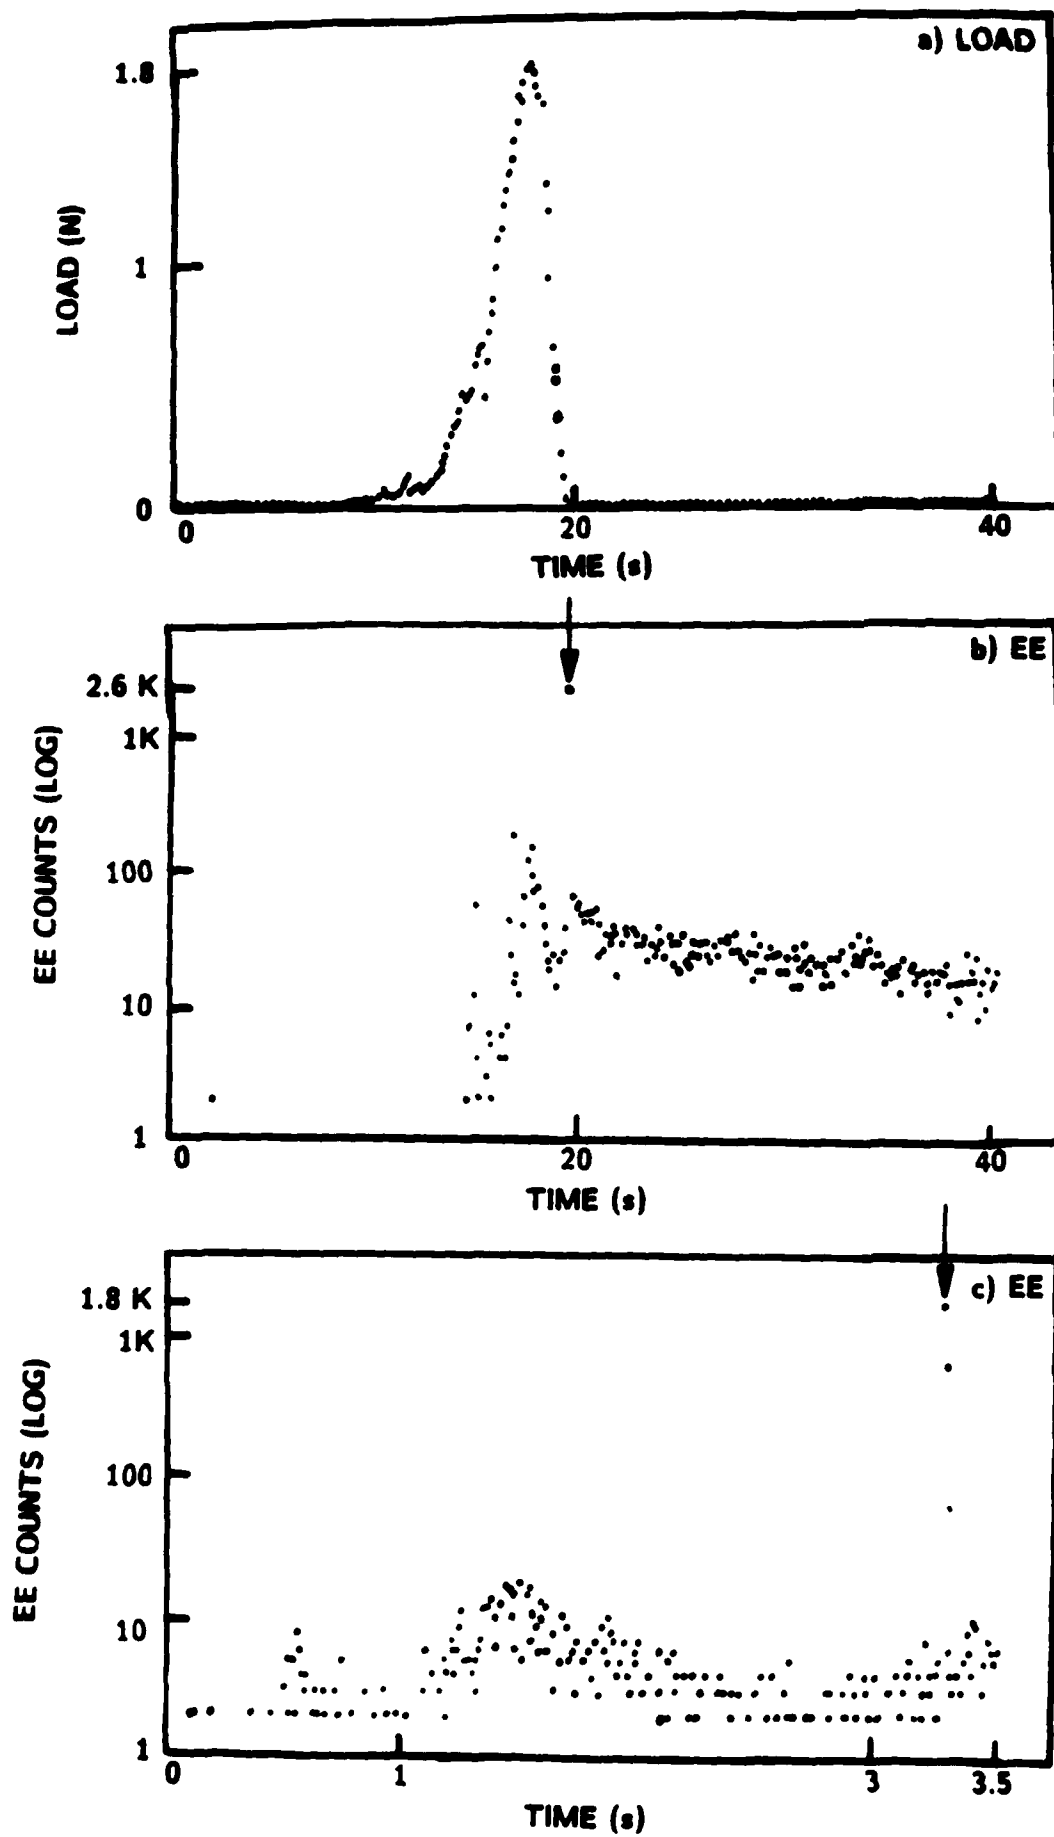 a) LOAD
1.8
1
0
LOAD (N)
0 20 40
TIME (s)
b) EE
2.6 K
1K
100
10
1
EE COUNTS (LOG)
0 20 40
TIME (s)
c) EE
1.8 K
1K
100
10
1
EE COUNTS (LOG)
0 1 3 3.5
TIME (s)